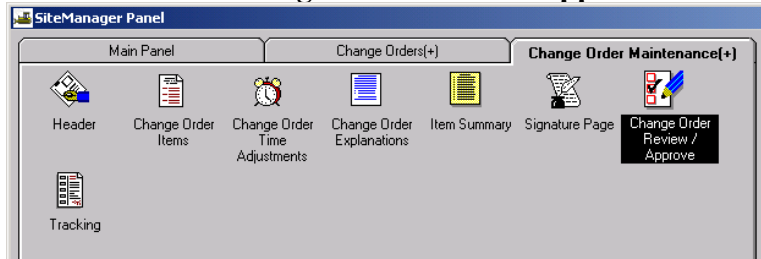 SiteManager Panel
Main Panel Change Orders(+) Change Order Maintenance(+)
Header Change Order Items Change Order Time Adjustments Change Order Explanations Item Summary Signature Page Change Order Review / Approve
Tracking